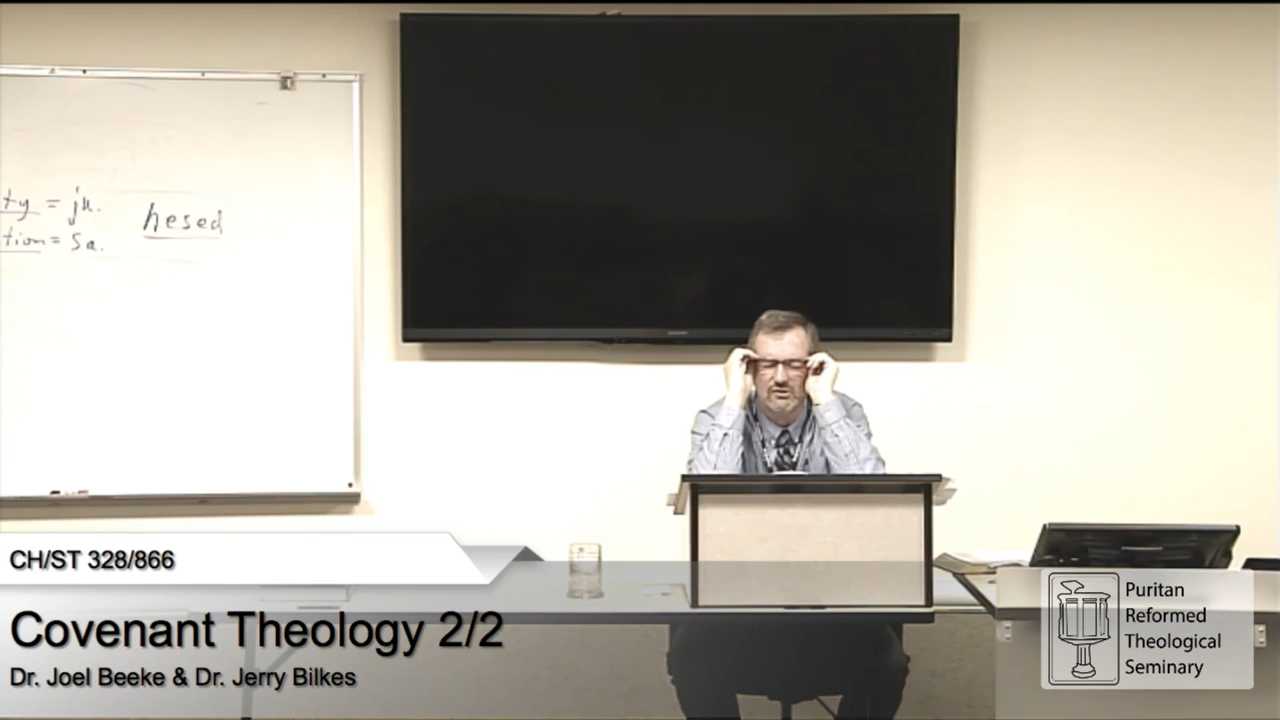 ty = ju.
tion = sa.
hesed
CH/ST 328/866
Covenant Theology 2/2
Dr. Joel Beeke & Dr. Jerry Bilkes
Puritan
Reformed
Theological
Seminary